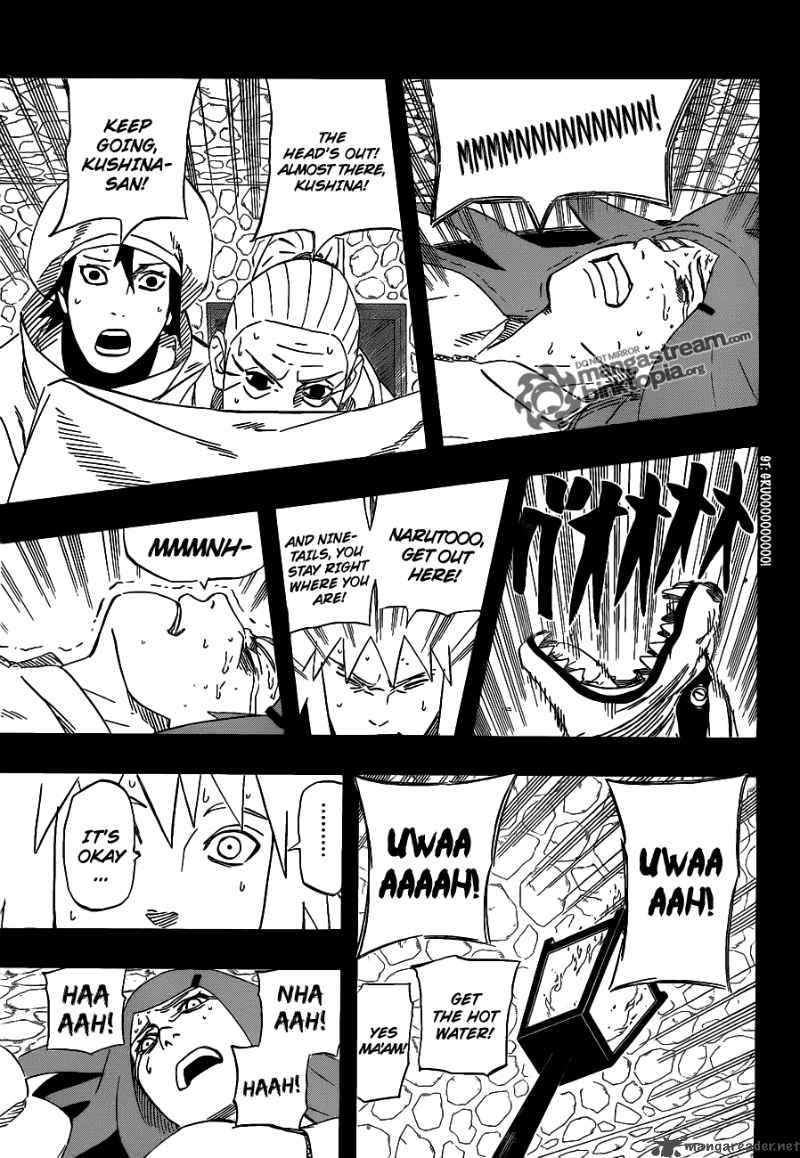 MMMMNNNNNNNNN!
THE
HEAD'S OUT!
ALMOST THERE,
KUSHINA!
KEEP
GOING,
KUSHINA-
SAN!
DO NOT MIRROR
mangastream.com
pinktopia.org
グオオオオ
NARUTOOO,
GET OUT
HERE!
AND NINE-
TAILS, YOU
STAY RIGHT
WHERE YOU
ARE!
MMMNH-
UWAA
AAH!
UWAA
AAAAH!
GET
THE HOT
WATER!
YES
MA'AM!
.........
IT'S
OKAY
...
NHA
AAH!
HAA
AAH!
HAAH!
mangareader.net